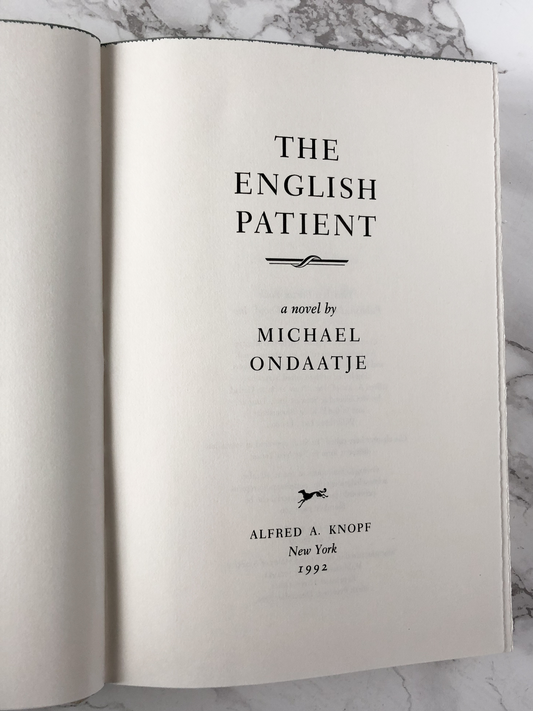 THE
ENGLISH
PATIENT
a novel by
MICHAEL
ONDAATJE
ALFRED A. KNOPF
New York
1992